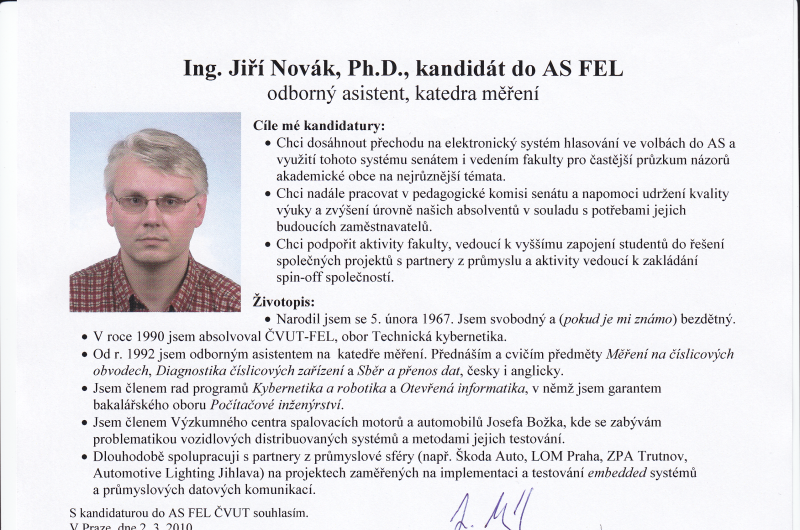 Ing. Jiří Novák, Ph.D., kandidát do AS FEL
odborný asistent, katedra měření
Cíle mé kandidatury:
• Chci dosáhnout přechodu na elektronický systém hlasování ve volbách do AS a
využití tohoto systému senátem i vedením fakulty pro častější průzkum názorů
akademické obce na nejrůznější témata.
• Chci nadále pracovat v pedagogické komisi senátu a napomoci udržení kvality
výuky a zvýšení úrovně našich absolventů v souladu s potřebami jejich
budoucích zaměstnavatelů.
• Chci podpořit aktivity fakulty, vedoucí k vyššímu zapojení studentů do řešení
společných projektů s partnery z průmyslu a aktivity vedoucí k zakládání
spin-off společností.
Životopis:
• Narodil jsem se 5. února 1967. Jsem svobodný a (pokud je mi známo) bezdětný.
• V roce 1990 jsem absolvoval ČVUT-FEL, obor Technická kybernetika.
• Od r. 1992 jsem odborným asistentem na katedře měření. Přednáším a cvičím předměty Měření na číslicových
obvodech, Diagnostika číslicových zařízení a Sběr a přenos dat, česky i anglicky.
• Jsem členem rad programů Kybernetika a robotika a Otevřená informatika, v němž jsem garantem
bakalářského oboru Počítačové inženýrství.
• Jsem členem Výzkumného centra spalovacích motorů a automobilů Josefa Božka, kde se zabývám
problematikou vozidlových distribuovaných systémů a metodami jejich testování.
• Dlouhodobě spolupracuji s partnery z průmyslové sféry (např. Škoda Auto, LOM Praha, ZPA Trutnov,
Automotive Lighting Jihlava) na projektech zaměřených na implementaci a testování embedded systémů
a průmyslových datových komunikací.
S kandidaturou do AS FEL ČVUT souhlasím.
V Praze, dne 2. 3. 2010